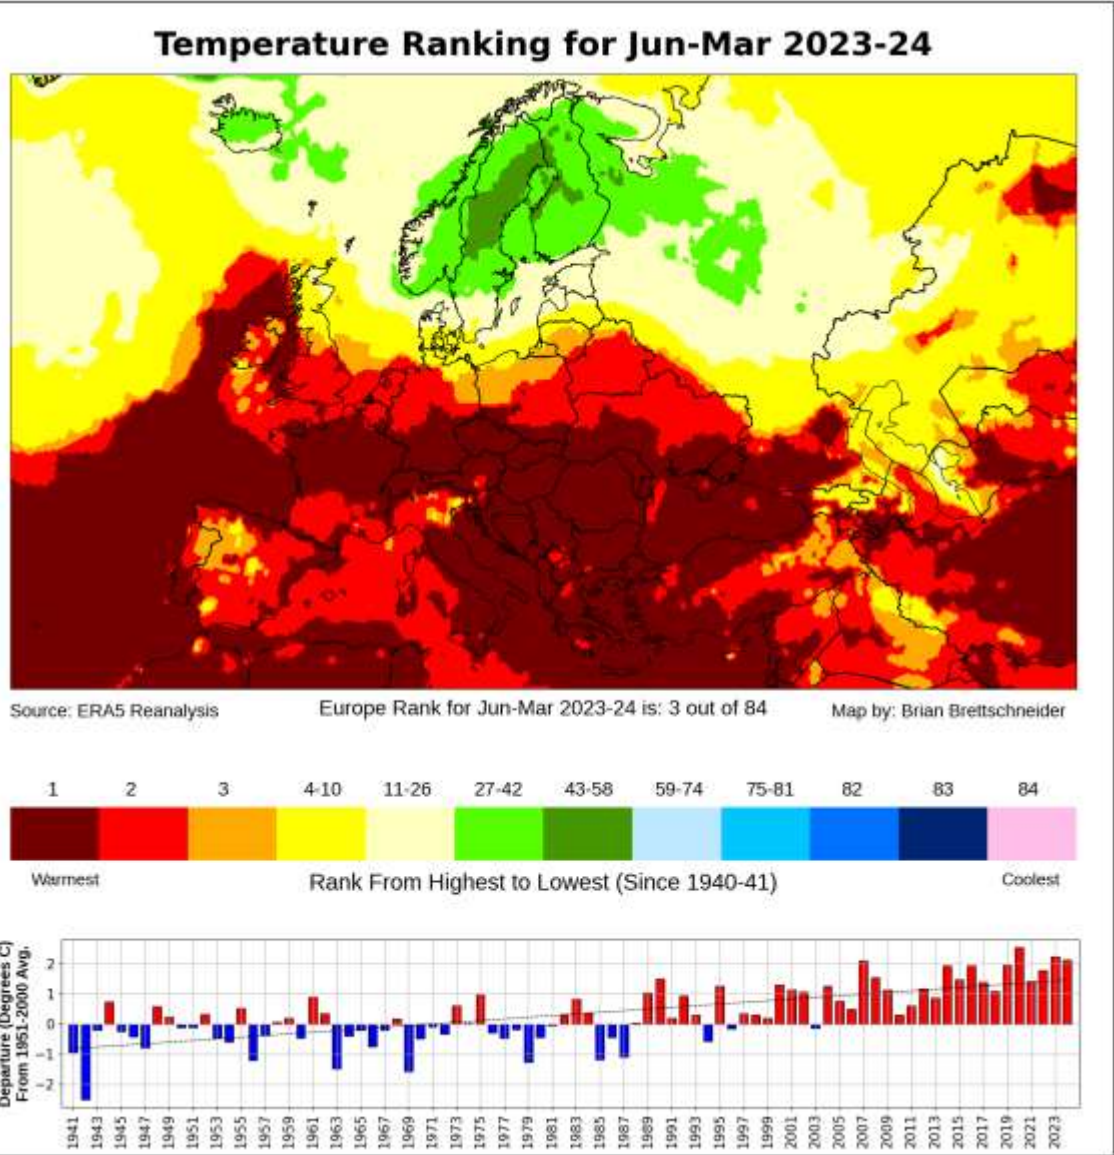 Temperature Ranking for Jun-Mar 2023-24
Source: ERA5 Reanalysis Europe Rank for Jun-Mar 2023-24 is: 3 out of 84 Map by: Brian Brettschneider
1 2 3 4-10 11-26 27-42 43-58 59-74 75-81 82 83 84
Warmest Rank From Highest to Lowest (Since 1940-41) Coolest
Departure (Degrees C)
From 1951-2000 Avg.
2
1
0
−1
−2
1941 1943 1945 1947 1949 1951 1953 1955 1957 1959 1961 1963 1965 1967 1969 1971 1973 1975 1977 1979 1981 1983 1985 1987 1989 1991 1993 1995 1997 1999 2001 2003 2005 2007 2009 2011 2013 2015 2017 2019 2021 2023